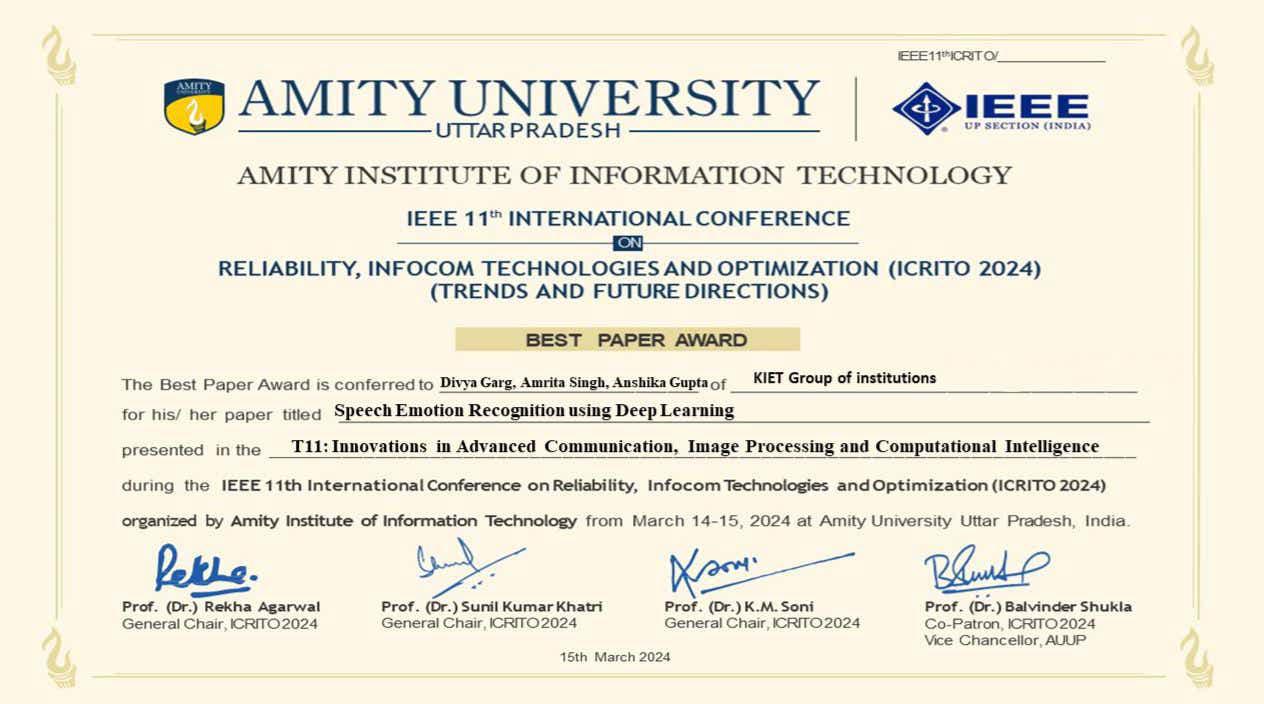 IEEE11thICRITO/
AMITY UNIVERSITY
AMITY UNIVERSITY
UTTAR PRADESH
IEEE
UP SECTION (INDIA)
AMITY INSTITUTE OF INFORMATION TECHNOLOGY
IEEE 11th INTERNATIONAL CONFERENCE
ON
RELIABILITY, INFOCOM TECHNOLOGIES AND OPTIMIZATION (ICRITO 2024)
(TRENDS AND FUTURE DIRECTIONS)
BEST PAPER AWARD
The Best Paper Award is conferred to Divya Garg, Amrita Singh, Anshika Gupta of KIET Group of institutions
for his/ her paper titled Speech Emotion Recognition using Deep Learning
presented in the T11: Innovations in Advanced Communication, Image Processing and Computational Intelligence
during the IEEE 11th International Conference on Reliability, Infocom Technologies and Optimization (ICRITO 2024)
organized by Amity Institute of Information Technology from March 14-15, 2024 at Amity University Uttar Pradesh, India.
Rekha.
Prof. (Dr.) Rekha Agarwal
General Chair, ICRITO 2024
Prof. (Dr.) Sunil Kumar Khatri
General Chair, ICRITO 2024
Prof. (Dr.) K.M. Soni
General Chair, ICRITO 2024
Prof. (Dr.) Balvinder Shukla
Co-Patron, ICRITO 2024
Vice Chancellor, AUUP
15th March 2024